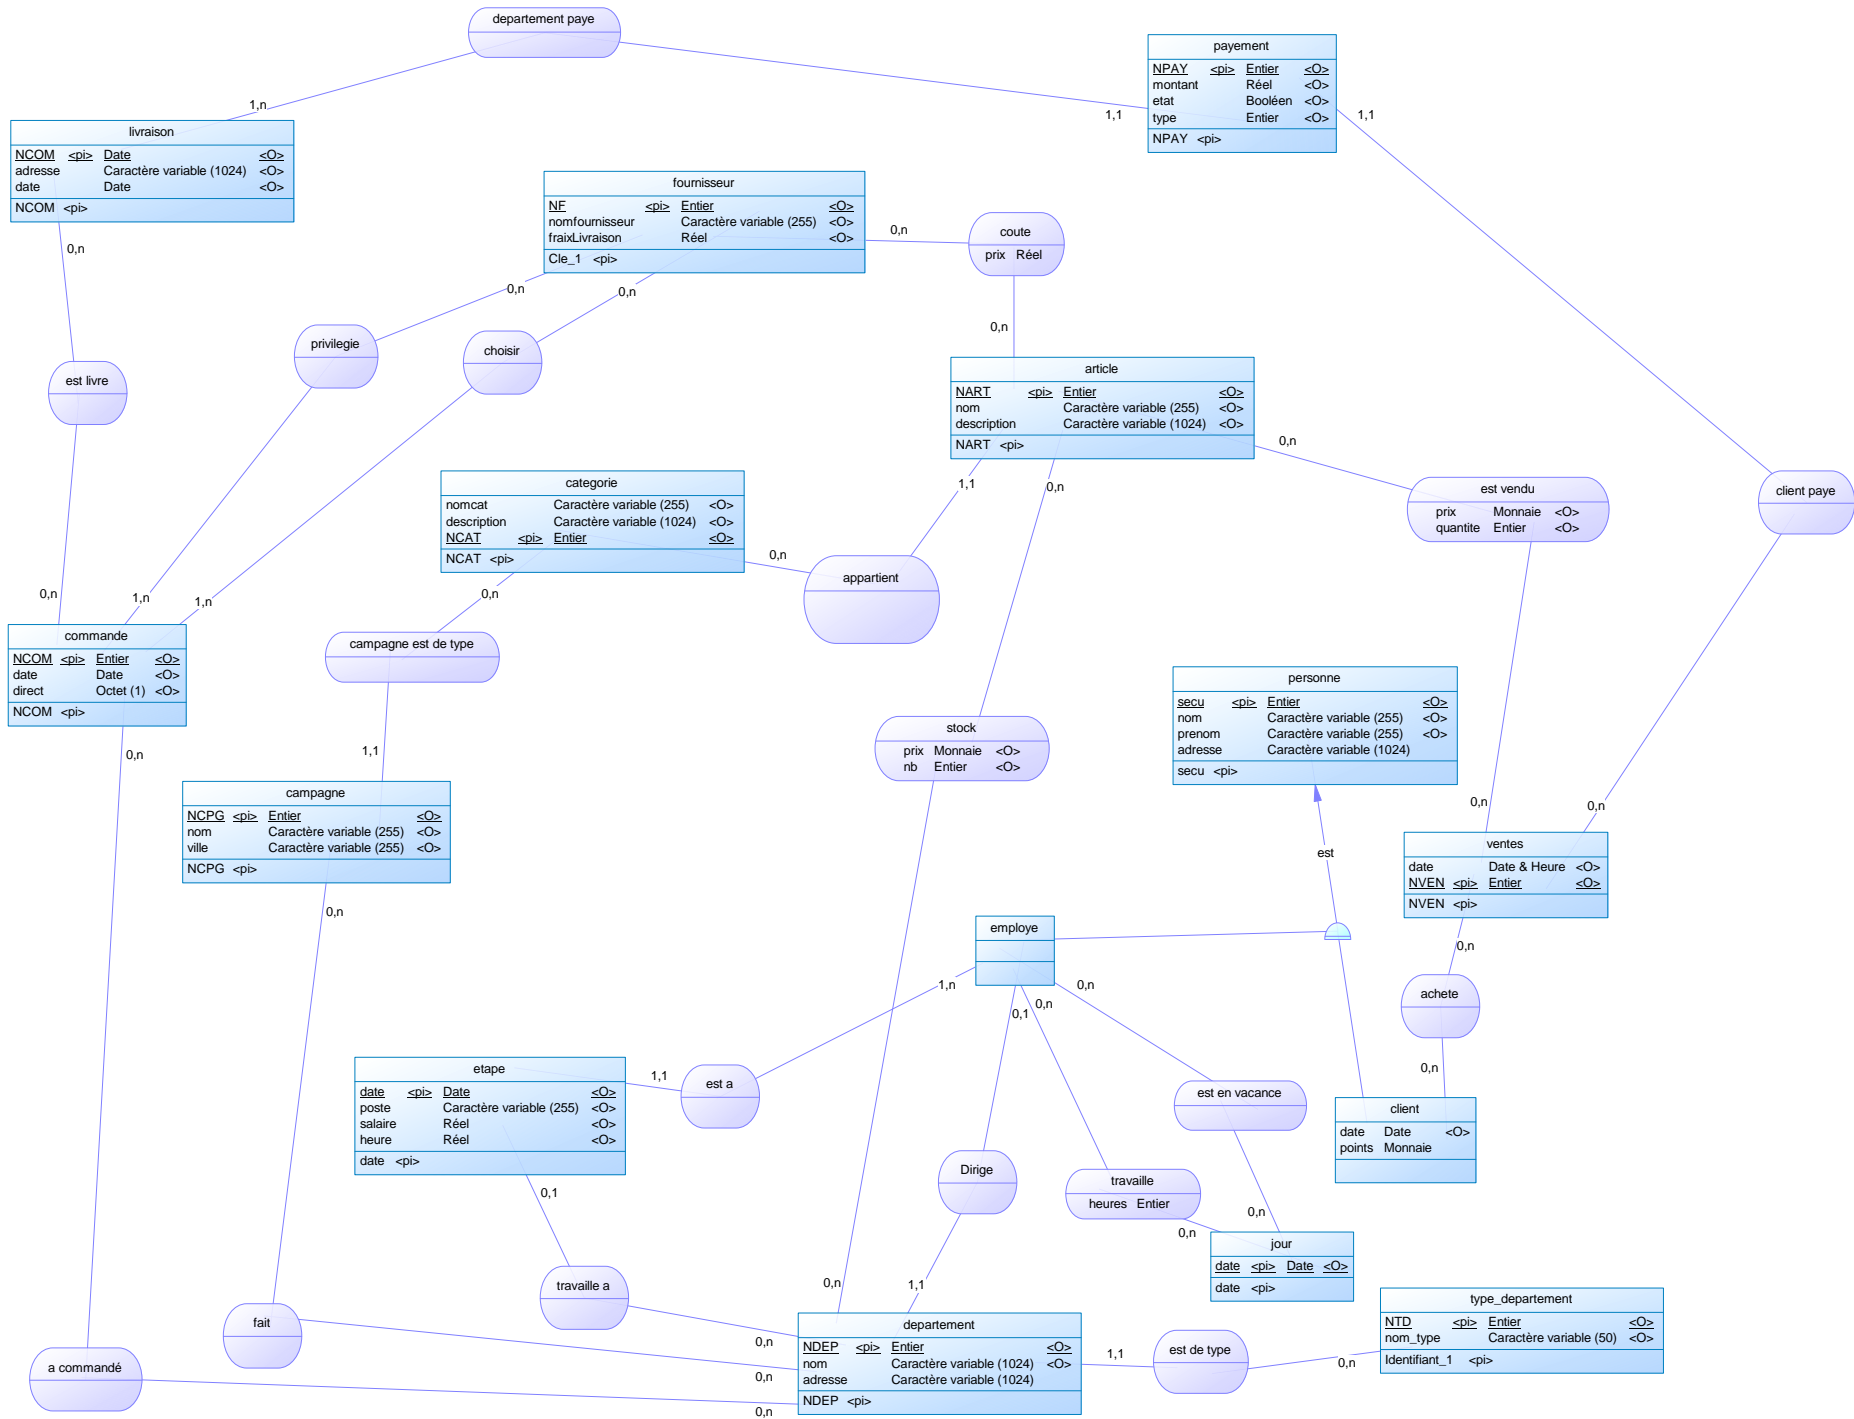 departement paye
1,n
1,1
payement
NPAY <pi> Entier <O>
montant Réel <O>
etat Booléen <O>
type Entier <O>
NPAY <pi>
1,1
livraison
NCOM <pi> Date <O>
adresse Caractère variable (1024) <O>
date Date <O>
NCOM <pi>
0,n
fournisseur
NF <pi> Entier <O>
nomfournisseur Caractère variable (255) <O>
fraixLivraison Réel <O>
Cle_1 <pi>
0,n
0,n
0,n
coute
prix Réel
0,n
privilegie
choisir
est livre
0,n
1,n
1,n
article
NART <pi> Entier <O>
nom Caractère variable (255) <O>
description Caractère variable (1024) <O>
NART <pi>
1,1
0,n
0,n
est vendu
prix Monnaie <O>
quantite Entier <O>
client paye
categorie
nomcat Caractère variable (255) <O>
description Caractère variable (1024) <O>
NCAT <pi> Entier <O>
NCAT <pi>
0,n
0,n
appartient
commande
NCOM <pi> Entier <O>
date Date <O>
direct Octet (1) <O>
NCOM <pi>
0,n
campagne est de type
1,1
campagne
NCPG <pi> Entier <O>
nom Caractère variable (255) <O>
ville Caractère variable (255) <O>
NCPG <pi>
0,n
stock
prix Monnaie <O>
nb Entier <O>
personne
secu <pi> Entier <O>
nom Caractère variable (255) <O>
prenom Caractère variable (255) <O>
adresse Caractère variable (1024)
secu <pi>
est
0,n
0,n
ventes
date Date & Heure <O>
NVEN <pi> Entier <O>
NVEN <pi>
0,n
achete
0,n
employe
1,n
0,1
0,n
0,n
etape
date <pi> Date <O>
poste Caractère variable (255) <O>
salaire Réel <O>
heure Réel <O>
date <pi>
1,1
est a
0,1
est en vacance
0,n
client
date Date <O>
points Monnaie
Dirige
1,1
travaille
heures Entier
0,n
jour
date <pi> Date <O>
date <pi>
travaille a
0,n
0,n
fait
0,n
a commandé
0,n
departement
NDEP <pi> Entier <O>
nom Caractère variable (1024) <O>
adresse Caractère variable (1024)
NDEP <pi>
1,1
est de type
0,n
type_departement
NTD <pi> Entier <O>
nom_type Caractère variable (50) <O>
Identifiant_1 <pi>